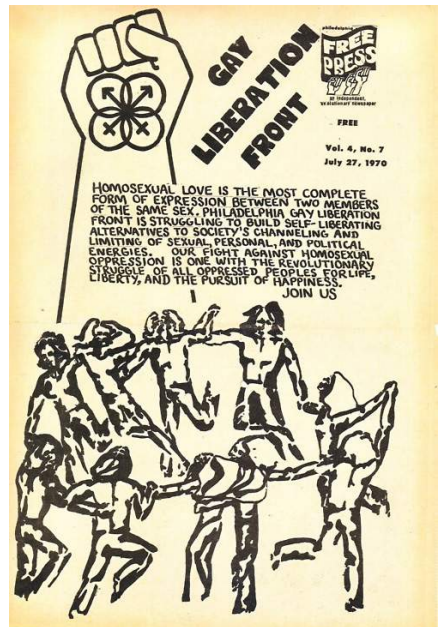 GAY
LIBERATION
FRONT
philadelphia
FREE
PRESS
FREE
Vol. 4, No. 7
July 27, 1970
HOMOSEXUAL LOVE IS THE MOST COMPLETE
FORM OF EXPRESSION BETWEEN TWO MEMBERS
OF THE SAME SEX. PHILADELPHIA GAY LIBERATION
FRONT IS STRUGGLING TO BUILD SELF-LIBERATING
ALTERNATIVES TO SOCIETY'S CHANNELING AND
LIMITING OF SEXUAL, PERSONAL, AND POLITICAL
ENERGIES. OUR FIGHT AGAINST HOMOSEXUAL
OPPRESSION IS ONE WITH THE REVOLUTIONARY
STRUGGLE OF ALL OPPRESSED PEOPLES FOR LIFE,
LIBERTY, AND THE PURSUIT OF HAPPINESS.
JOIN US